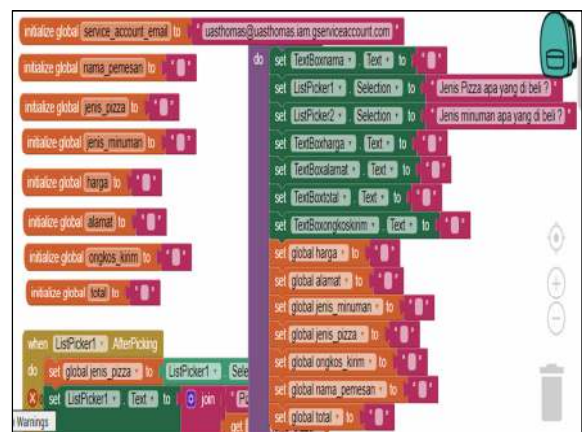 initialize global service_account_email to " uasthomas@uasthomas.iam.gserviceaccount.com "
initialize global nama_pemesan to " "
initialize global jenis_pizza to " "
initialize global jenis_minuman to " "
initialize global harga to " "
initialize global alamat to " "
initialize global ongkos_kirim to " "
initialize global total to " "
when ListPicker1 .AfterPicking
do set global jenis_pizza to ListPicker1 .
set ListPicker1 . Text to join "
get
Warnings
do set TextBoxnama . Text to " "
set ListPicker1 . Selection to " Jenis Pizza apa yang di beli ? "
set ListPicker2 . Selection to " Jenis minuman apa yang di beli ? "
set TextBoxharga . Text to " "
set TextBoxalamat . Text to " "
set TextBoxtotal . Text to " "
set TextBoxongkoskirim . Text to " "
set global harga to " "
set global alamat to " "
set global jenis_minuman to " "
set global jenis_pizza to " "
set global ongkos_kirim to " "
set global nama_pemesan to " "
set global total to " "